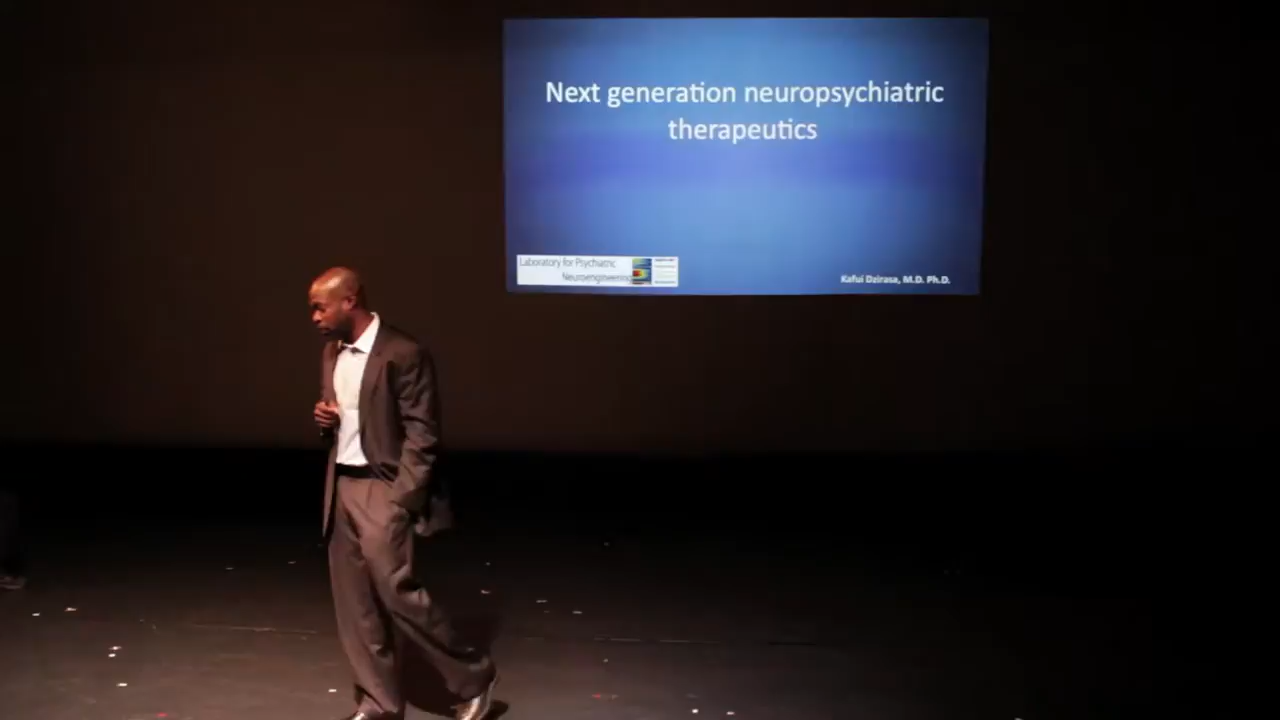 Next generation neuropsychiatric
therapeutics
Laboratory for Psychiatric
Neuroengineering
Kafui Dzirasa, M.D. Ph.D.